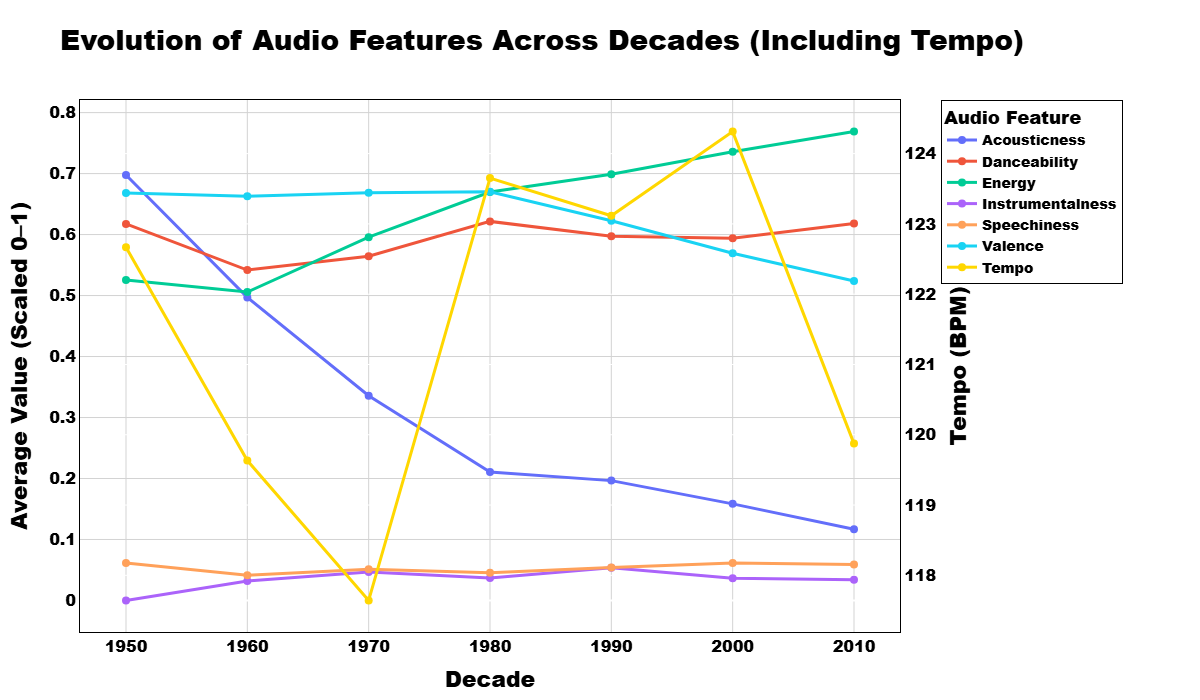 Evolution of Audio Features Across Decades (Including Tempo)
Average Value (Scaled 0–1)
0.8
0.7
0.6
0.5
0.4
0.3
0.2
0.1
0
1950 1960 1970 1980 1990 2000 2010
Decade
124
123
122
121
120
119
118
Tempo (BPM)
Audio Feature
Acousticness
Danceability
Energy
Instrumentalness
Speechiness
Valence
Tempo